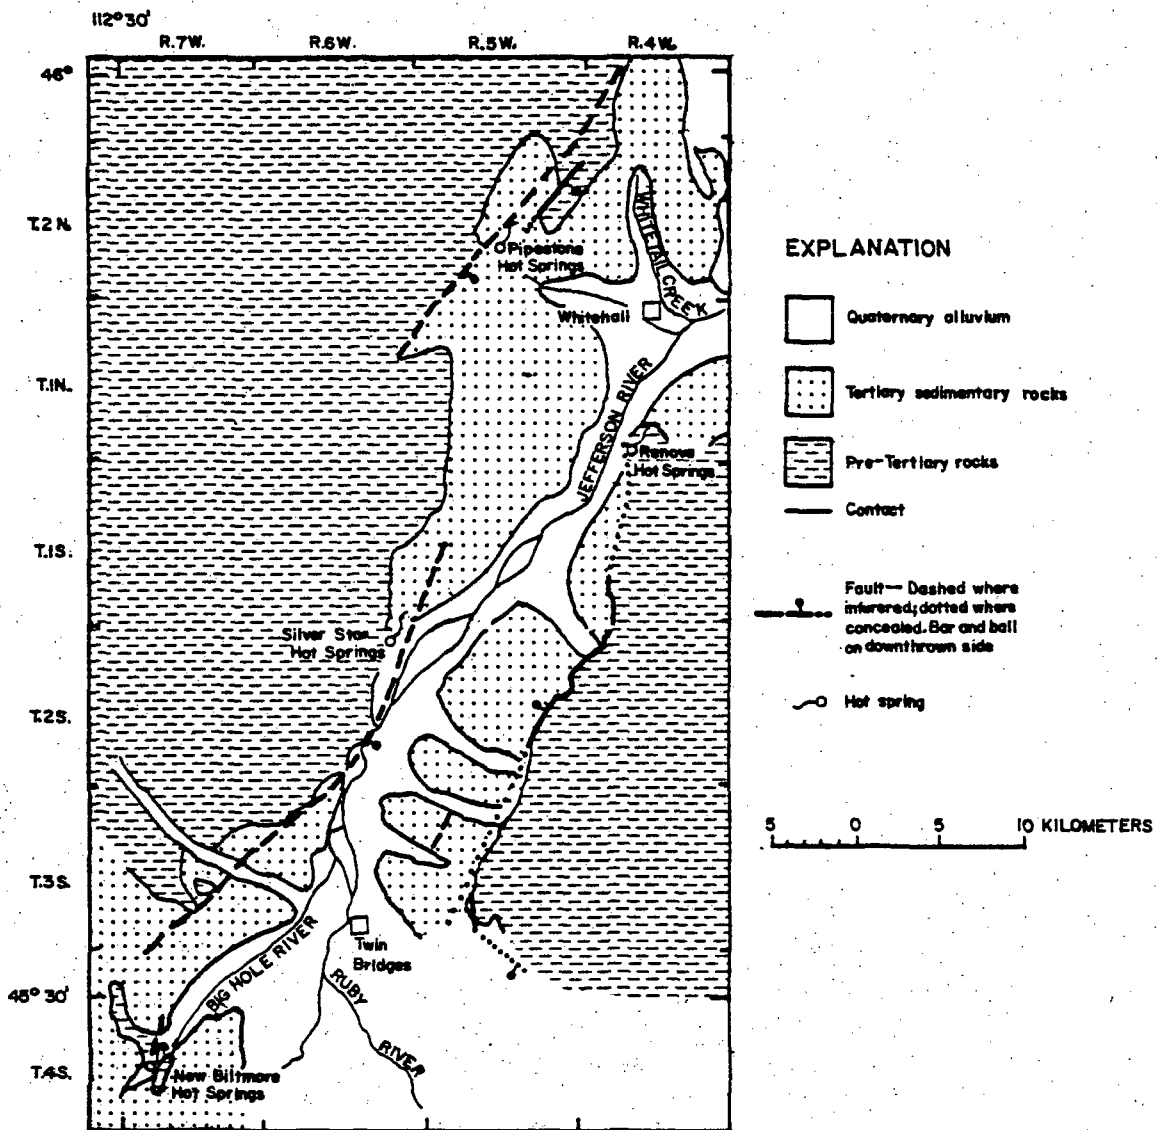 112° 30'
R.7W. R.6W. R.5W. R.4W.
46°
T.2N.
T.1N.
T.1S.
T.2S.
T.3S.
45° 30'
T.4S.
Pipestone
Hot Springs
WHITETAIL CREEK
Whitehall
JEFFERSON RIVER
Renova
Hot Springs
Silver Star
Hot Springs
BIG HOLE RIVER
Twin
Bridges
RUBY
RIVER
New Biltmore
Hot Springs
EXPLANATION
Quaternary alluvium
Tertiary sedimentary rocks
Pre-Tertiary rocks
Contact
Fault— Dashed where
inferered; dotted where
concealed. Bar and ball
on downthrown side
Hot spring
5 0 5 10 KILOMETERS